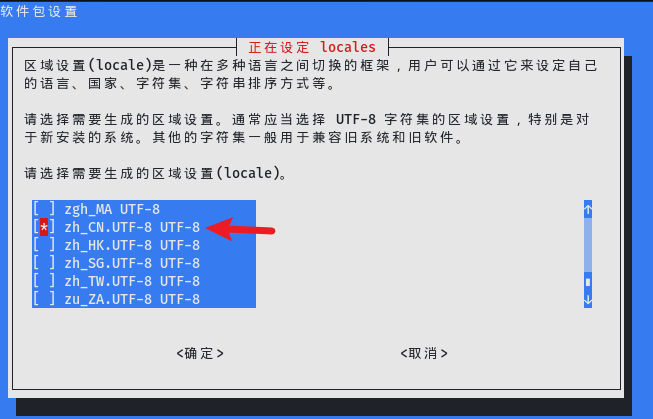 软件包设置
正在设定 locales
区域设置(locale)是一种在多种语言之间切换的框架，用户可以通过它来设定自己
的语言、国家、字符集、字符串排序方式等。
请选择需要生成的区域设置。通常应当选择 UTF-8 字符集的区域设置，特别是对
于新安装的系统。其他的字符集一般用于兼容旧系统和旧软件。
请选择需要生成的区域设置(locale)。
[ ] zgh_MA UTF-8
[*] zh_CN.UTF-8 UTF-8
[ ] zh_HK.UTF-8 UTF-8
[ ] zh_SG.UTF-8 UTF-8
[ ] zh_TW.UTF-8 UTF-8
[ ] zu_ZA.UTF-8 UTF-8
<确定> <取消>